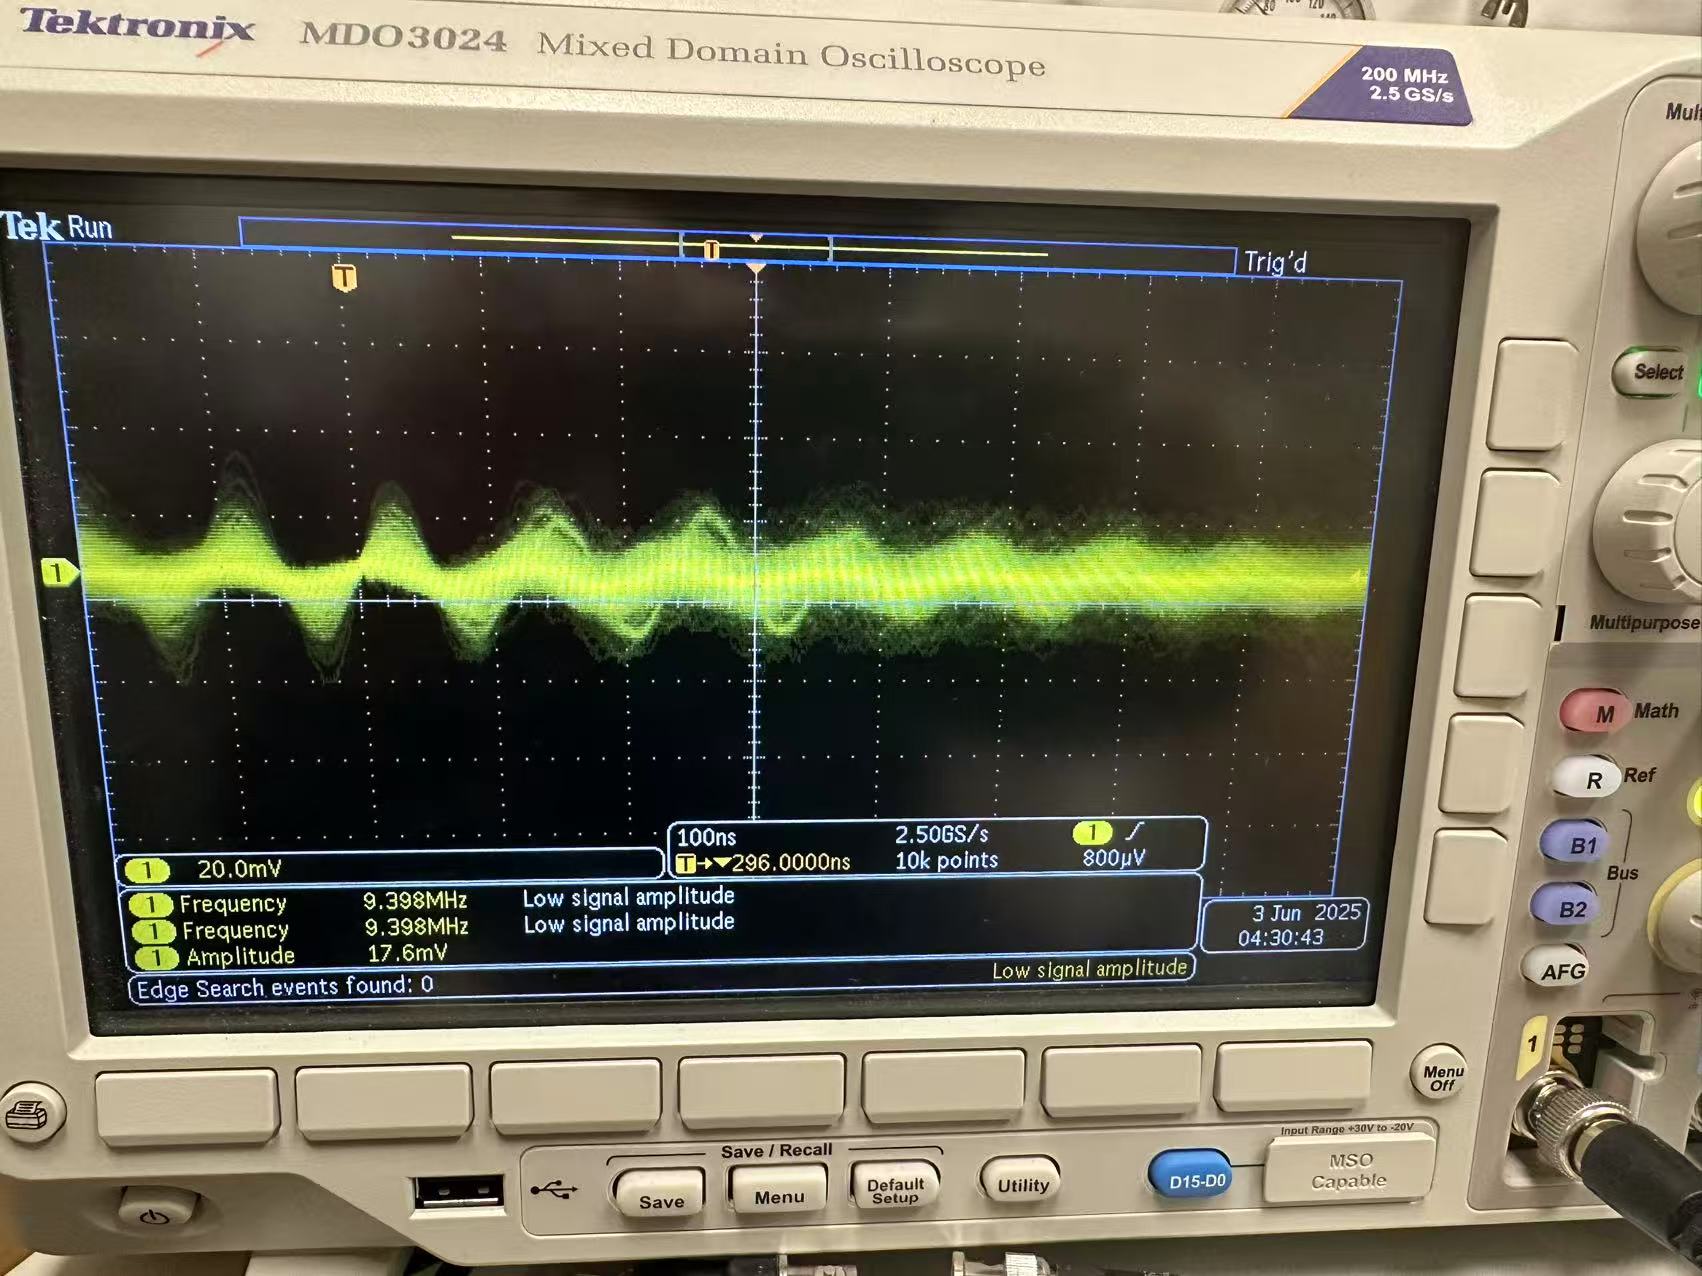 Tektronix MDO3024 Mixed Domain Oscilloscope
200 MHz
2.5 GS/s
Tek Run
Trig'd
T
T
1
Select
Multipurpose
M Math
R Ref
B1
Bus
B2
AFG
1 20.0mV
100ns 2.50GS/s 1
T→▼296.0000ns 10k points 800µV
1 Frequency 9.398MHz Low signal amplitude
1 Frequency 9.398MHz Low signal amplitude
1 Amplitude 17.6mV
Low signal amplitude
Edge Search events found: 0
3 Jun 2025
04:30:43
1
Menu
Off
Save / Recall
Save
Menu
Default
Setup
Utility
D15-D0
Input Range +30V to -20V
MSO
Capable